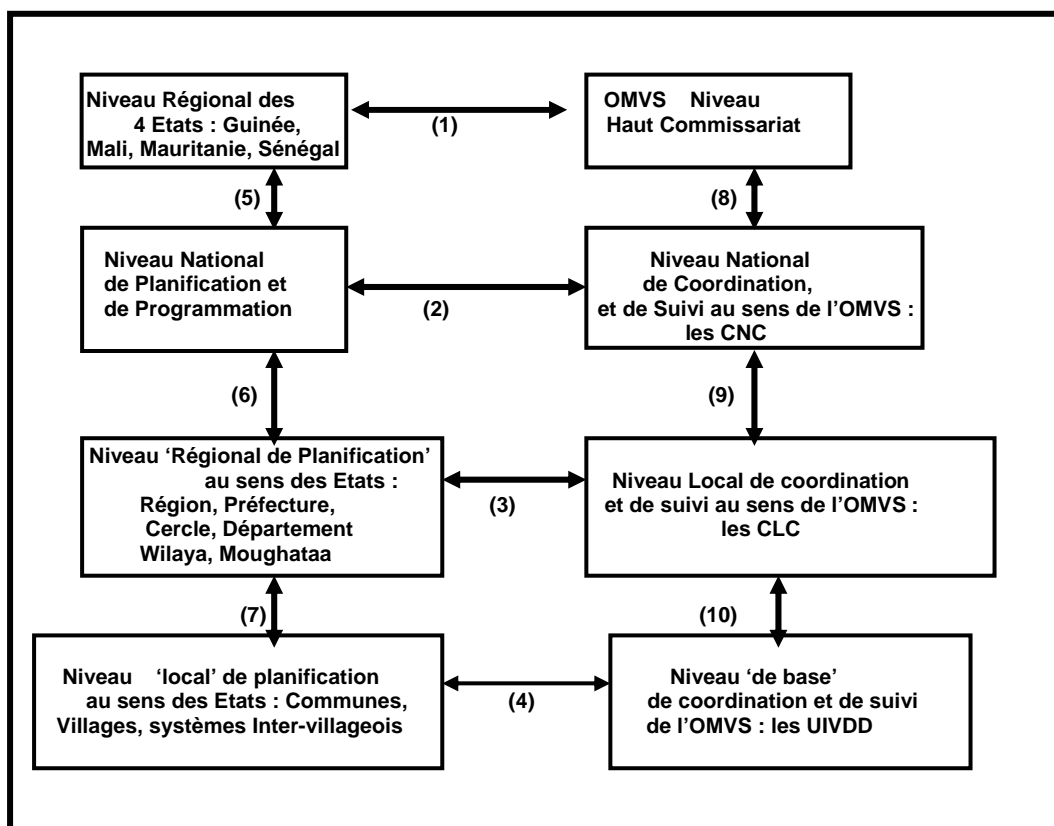 Niveau Régional des
4 Etats : Guinée,
Mali, Mauritanie, Sénégal
(1)
OMVS Niveau
Haut Commissariat
(5)
(8)
Niveau National
de Planification et
de Programmation
(2)
Niveau National
de Coordination,
et de Suivi au sens de l'OMVS :
les CNC
(6)
(9)
Niveau 'Régional de Planification'
au sens des Etats :
Région, Préfecture,
Cercle, Département
Wilaya, Moughataa
(3)
Niveau Local de coordination
et de suivi au sens de l'OMVS :
les CLC
(7)
(10)
Niveau 'local' de planification
au sens des Etats : Communes,
Villages, systèmes Inter-villageois
(4)
Niveau 'de base'
de coordination et de suivi
de l'OMVS : les UIVDD